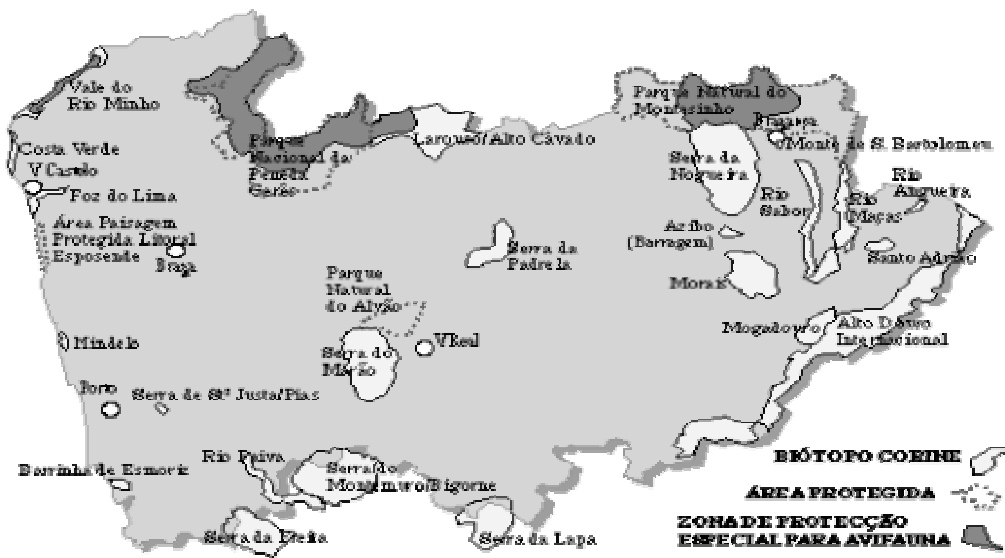 Vale do
Rio Minho
Costa Verde
V Castelo
Foz do Lima
Área Paisagem
Protegida Litoral
Esposende
Braga
Parque
Nacional da
Peneda
Gerês
Larouco/Alto Cávado
Parque Natural do
Montesinho
Bragança
Monte de S. Bartolomeu
Serra da
Nogueira
Rio
Sabor
Rio
Maças
Rio
Angueira
Azibo
(Barragem)
Santo Adrião
Morais
Serra da
Padrela
Parque
Natural
do Alvão
Mogadouro
Alto Douro
Internacional
Mindelo
Serra do
Marão
V Real
Porto
Serra de Stª Justa/Pias
Barrinha de Esmoriz
Rio Paiva
Serra do
Montemuro/Bigorne
Serra da Freita
Serra da Lapa
BIÓTOPO CORINE
ÁREA PROTEGIDA
ZONA DE PROTECÇÃO
ESPECIAL PARA AVIFAUNA